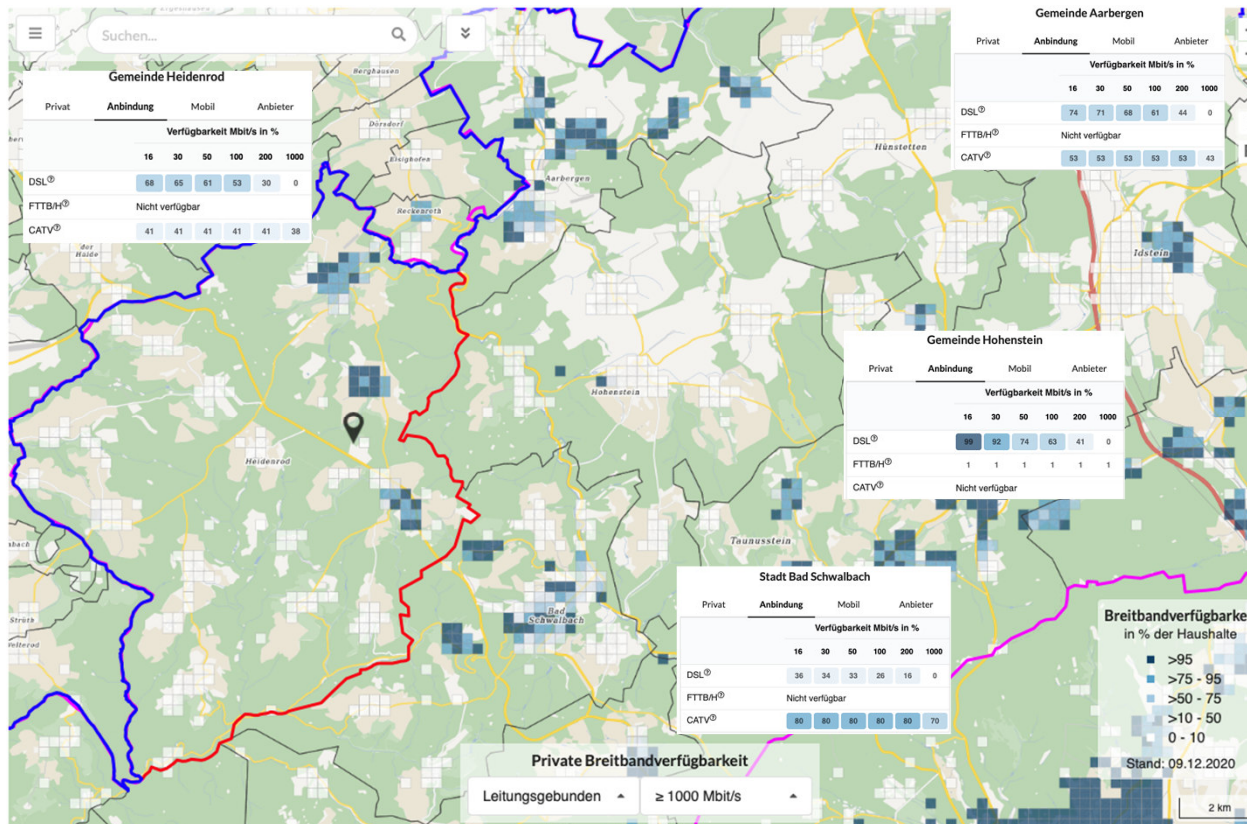 Suchen...
Gemeinde Heidenrod
Privat Anbindung Mobil Anbieter
Verfügbarkeit Mbit/s in %
16 30 50 100 200 1000
DSL? 68 65 61 53 30 0
FTTB/H? Nicht verfügbar
CATV? 41 41 41 41 41 38
Gemeinde Aarbergen
Privat Anbindung Mobil Anbieter
Verfügbarkeit Mbit/s in %
16 30 50 100 200 1000
DSL? 74 71 68 61 44 0
FTTB/H? Nicht verfügbar
CATV? 53 53 53 53 53 43
Berghausen
Dörsdorf
Eisighofen
Reckenroth
Aarbergen
Hünstetten
der
Haide
Idstein
Hohenstein
Heidenrod
Gemeinde Hohenstein
Privat Anbindung Mobil Anbieter
Verfügbarkeit Mbit/s in %
16 30 50 100 200 1000
DSL? 99 92 74 63 41 0
FTTB/H? 1 1 1 1 1 1
CATV? Nicht verfügbar
Taunusstein
Bad
Schwalbach
Strüth
Stadt Bad Schwalbach
Privat Anbindung Mobil Anbieter
Verfügbarkeit Mbit/s in %
16 30 50 100 200 1000
DSL? 36 34 33 26 16 0
FTTB/H? Nicht verfügbar
CATV? 80 80 80 80 80 70
Private Breitbandverfügbarkeit
Leitungsgebunden ≥ 1000 Mbit/s
Breitbandverfügbarke
in % der Haushalte
>95
>75 - 95
>50 - 75
>10 - 50
0 - 10
Stand: 09.12.2020
2 km